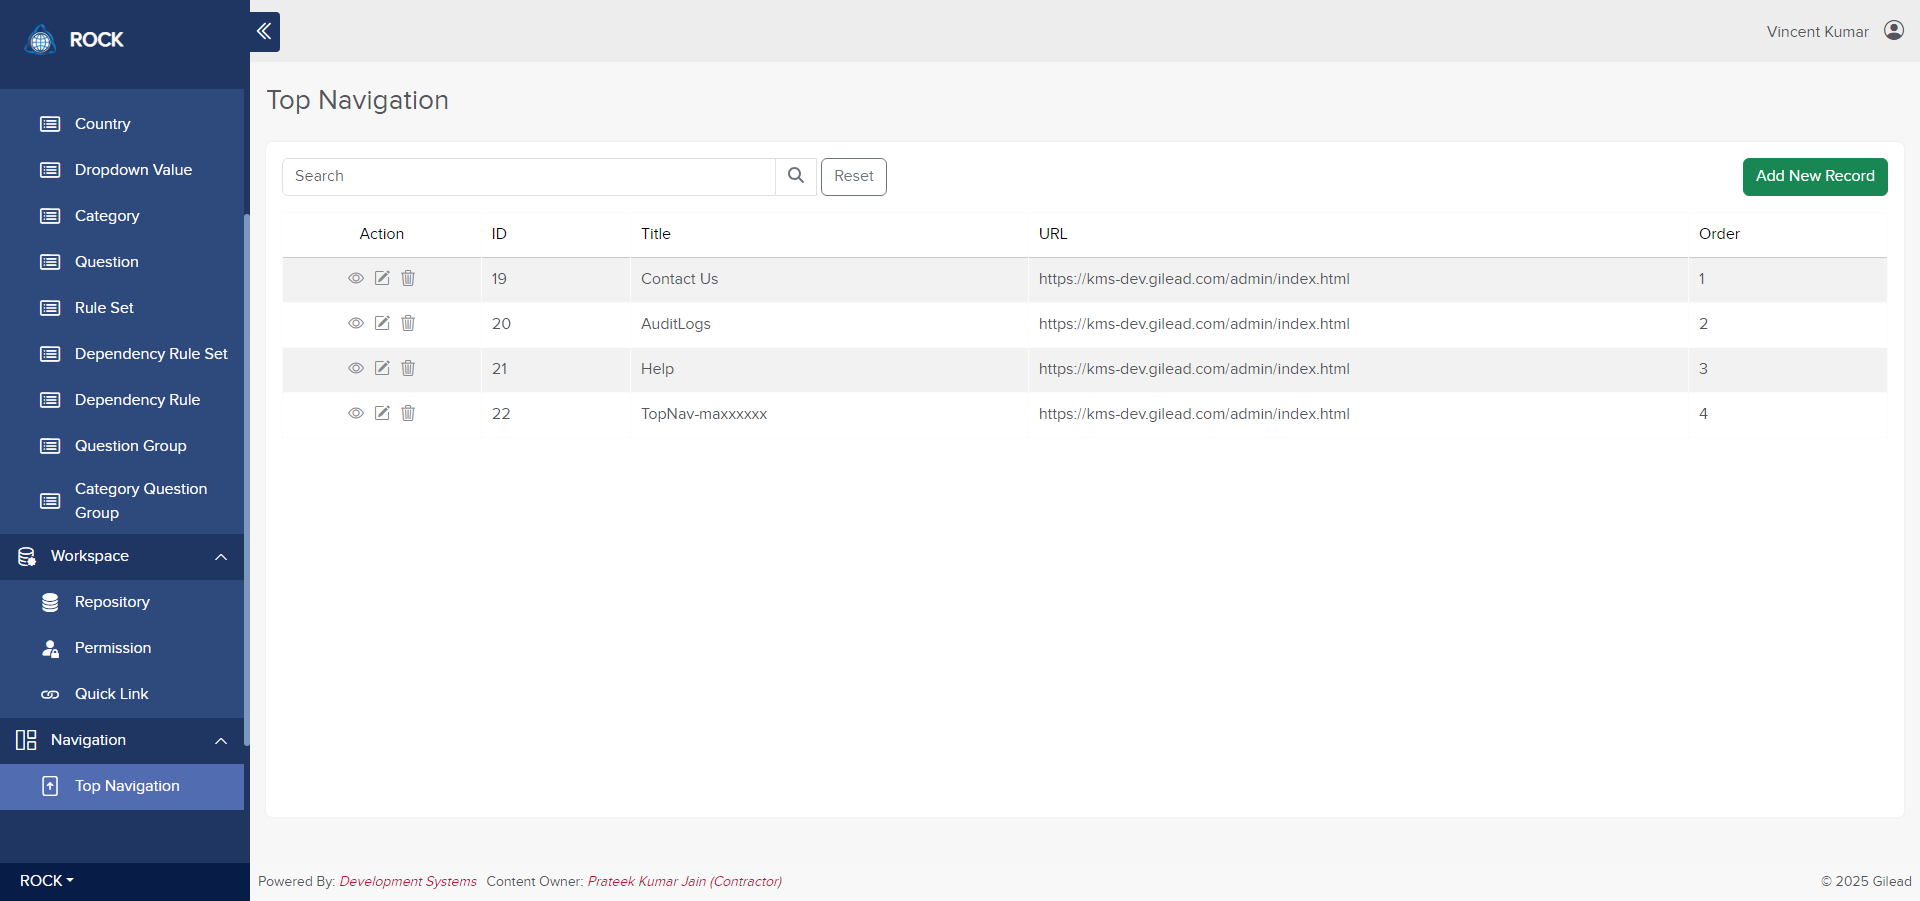 ROCK
Vincent Kumar
Country
Dropdown Value
Category
Question
Rule Set
Dependency Rule Set
Dependency Rule
Question Group
Category Question
Group
Workspace
Repository
Permission
Quick Link
Navigation
Top Navigation
ROCK
Top Navigation
Search
Reset
Add New Record
Action ID Title URL Order
19 Contact Us https://kms-dev.gilead.com/admin/index.html 1
20 AuditLogs https://kms-dev.gilead.com/admin/index.html 2
21 Help https://kms-dev.gilead.com/admin/index.html 3
22 TopNav-maxxxxxx https://kms-dev.gilead.com/admin/index.html 4
Powered By: Development Systems Content Owner: Prateek Kumar Jain (Contractor)
© 2025 Gilead